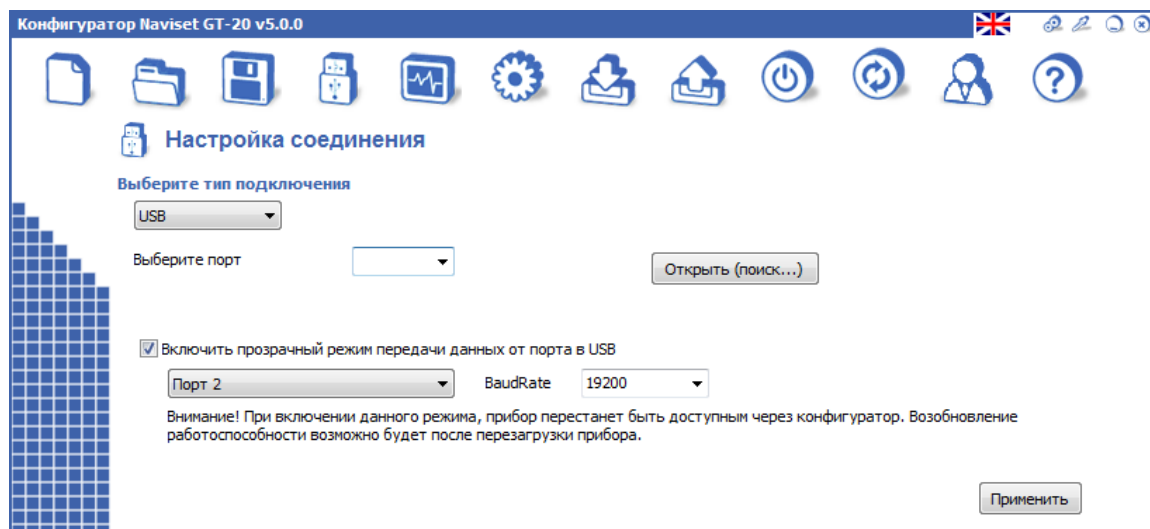 Конфигуратор Naviset GT-20 v5.0.0
Настройка соединения
Выберите тип подключения
USB
Выберите порт
Открыть (поиск...)
Включить прозрачный режим передачи данных от порта в USB
Порт 2 BaudRate 19200
Внимание! При включении данного режима, прибор перестанет быть доступным через конфигуратор. Возобновление
работоспособности возможно будет после перезагрузки прибора.
Применить